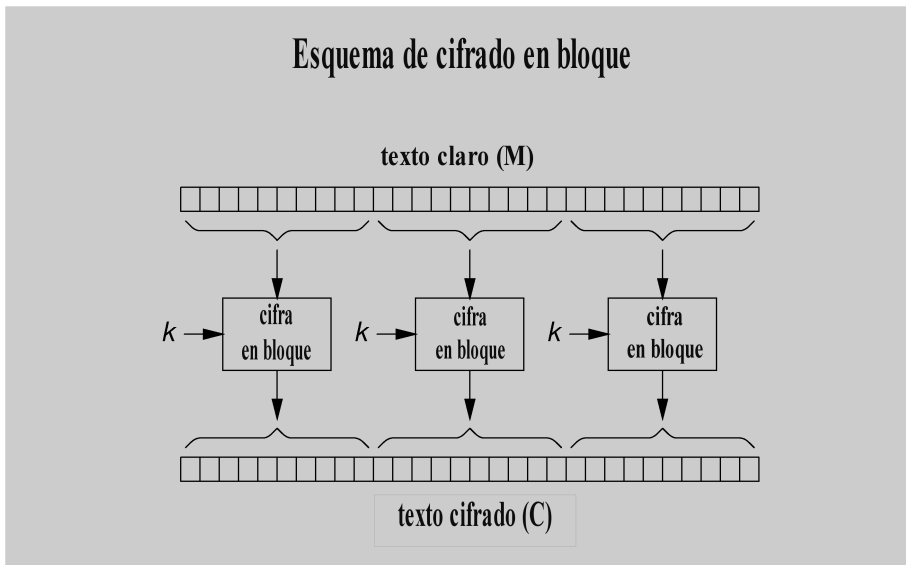 Esquema de cifrado en bloque
texto claro (M)
k
cifra
en bloque
k
cifra
en bloque
k
cifra
en bloque
texto cifrado (C)